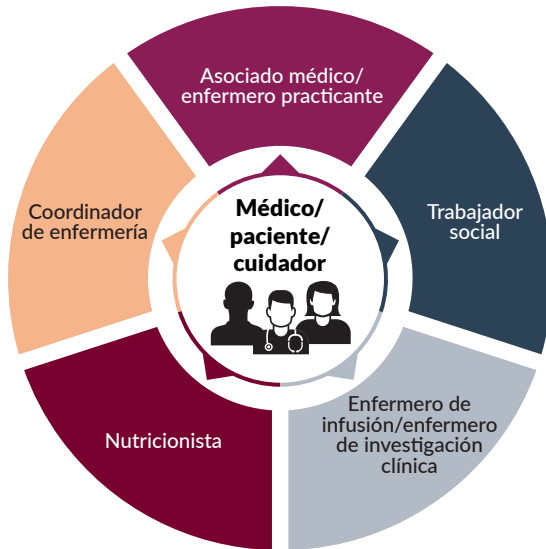 Asociado médico/
enfermero practicante
Trabajador
social
Enfermero de
infusión/enfermero
de investigación
clínica
Nutricionista
Coordinador
de enfermería
Médico/
paciente/
cuidador